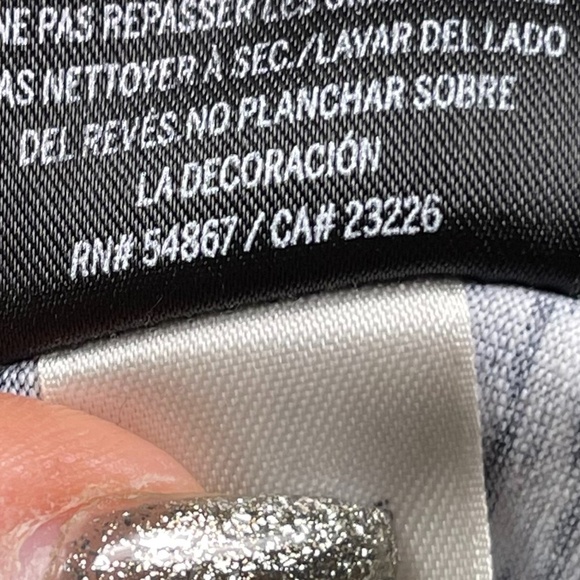 NE PAS REPASSER LES
AS NETTOYER À SEC./LAVAR DEL LADO
DEL REVÉS. NO PLANCHAR SOBRE
LA DECORACIÓN
RN# 54867 / CA# 23226